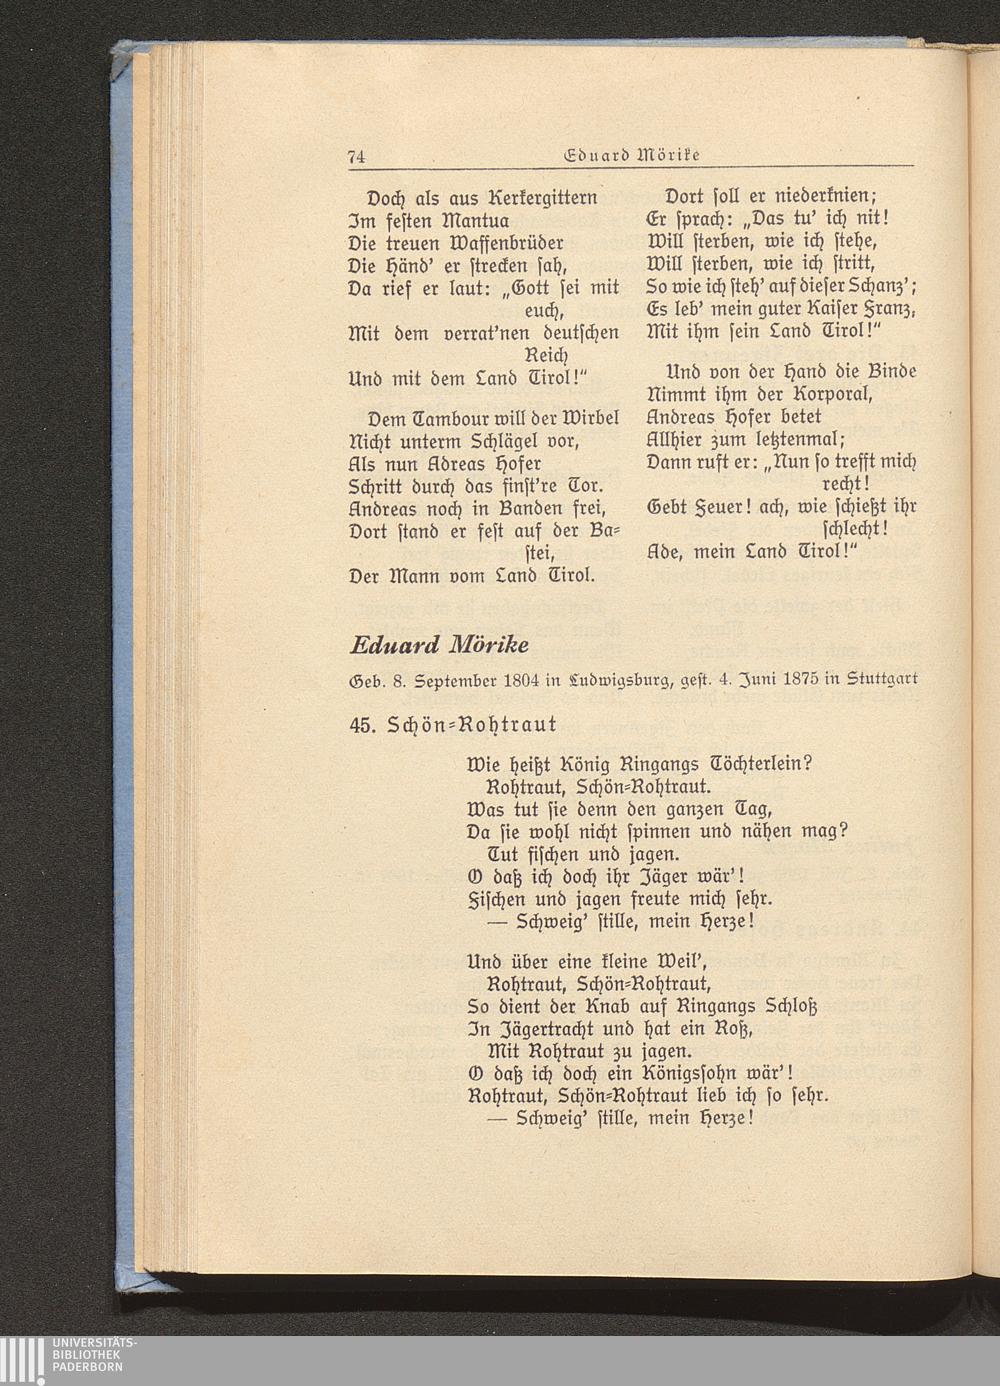 74
Eduard Mörike
Doch als aus Kerkergittern
Im festen Mantua
Die treuen Waffenbrüder
Die Händ' er strecken sah,
Da rief er laut: „Gott sei mit
euch,
Mit dem verrat'nen deutschen
Reich
Und mit dem Land Tirol!"
Dem Tambour will der Wirbel
Nicht unterm Schlägel vor,
Als nun Adreas Hofer
Schritt durch das finst're Tor.
Andreas noch in Banden frei,
Dort stand er fest auf der Ba-
stei,
Der Mann vom Land Tirol.
Dort soll er niederknien;
Er sprach: „Das tu' ich nit!
Will sterben, wie ich stehe,
Will sterben, wie ich stritt,
So wie ich steh' auf dieser Schanz';
Es leb' mein guter Kaiser Franz,
Mit ihm sein Land Tirol!"
Und von der Hand die Binde
Nimmt ihm der Korporal,
Andreas Hofer betet
Allhier zum letztenmal;
Dann ruft er: „Nun so trefft mich
recht!
Gebt Feuer! ach, wie schießt ihr
schlecht!
Ade, mein Land Tirol!"
Eduard Mörike
Geb. 8. September 1804 in Ludwigsburg, gest. 4. Juni 1875 in Stuttgart
45. Schön-Rohtraut
Wie heißt König Ringangs Töchterlein?
Rohtraut, Schön-Rohtraut.
Was tut sie denn den ganzen Tag,
Da sie wohl nicht spinnen und nähen mag?
Tut fischen und jagen.
O daß ich doch ihr Jäger wär'!
Fischen und jagen freute mich sehr.
— Schweig' stille, mein Herze!
Und über eine kleine Weil',
Rohtraut, Schön-Rohtraut,
So dient der Knab auf Ringangs Schloß
In Jägertracht und hat ein Roß,
Mit Rohtraut zu jagen.
O daß ich doch ein Königssohn wär'!
Rohtraut, Schön-Rohtraut lieb ich so sehr.
— Schweig' stille, mein Herze!
UNIVERSITÄTS-
BIBLIOTHEK
PADERBORN